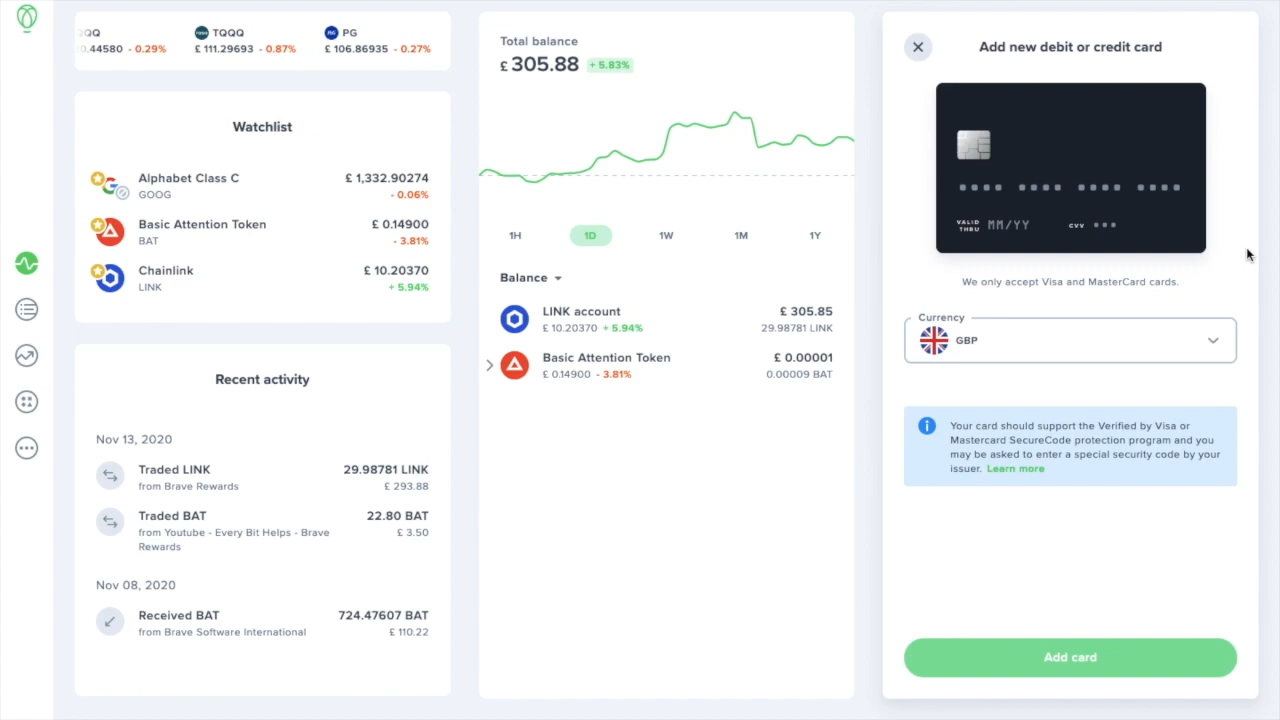 TQQQ
PG
.44580 - 0.29%
£ 111.29693 - 0.87%
£ 106.86935 - 0.27%
Watchlist
Alphabet Class C
£ 1,332.90274
GOOG
- 0.06%
Basic Attention Token
£ 0.14900
BAT
- 3.81%
Chainlink
£ 10.20370
LINK
+ 5.94%
Recent activity
Nov 13, 2020
Traded LINK
29.98781 LINK
from Brave Rewards
£ 293.88
Traded BAT
22.80 BAT
from Youtube - Every Bit Helps - Brave
£ 3.50
Rewards
Nov 08, 2020
Received BAT
724.47607 BAT
from Brave Software International
£ 110.22
Total balance
£ 305.88 + 5.83%
1H
1D
1W
1M
1Y
Balance
LINK account
£ 305.85
£ 10.20370 + 5.94%
29.98781 LINK
Basic Attention Token
£ 0.00001
£ 0.14900 - 3.81%
0.00009 BAT
Add new debit or credit card
VALID
THRU
MM/YY
CVV
We only accept Visa and MasterCard cards.
Currency
GBP
Your card should support the Verified by Visa or
Mastercard SecureCode protection program and you
may be asked to enter a special security code by your
issuer. Learn more
Add card